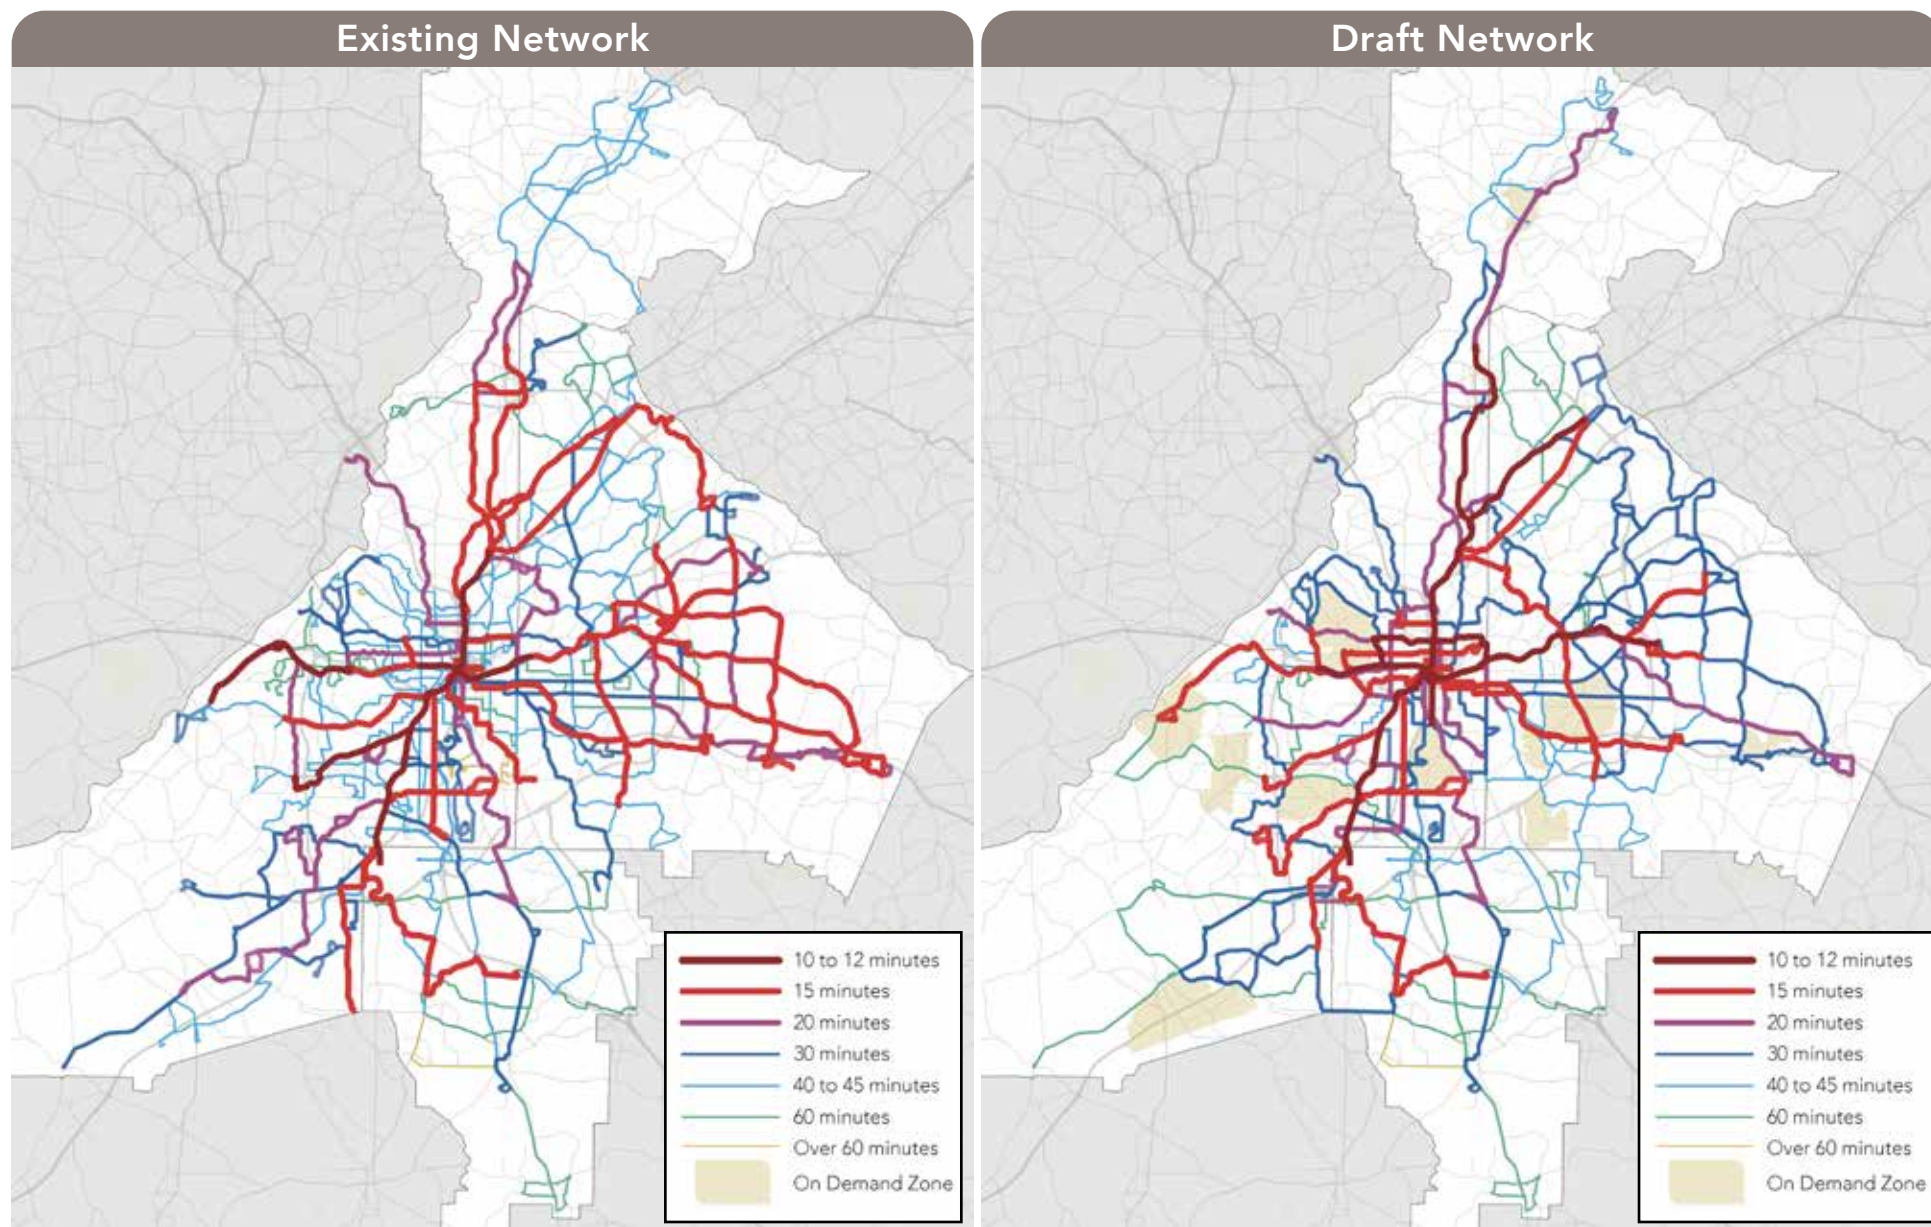 Existing Network
10 to 12 minutes
15 minutes
20 minutes
30 minutes
40 to 45 minutes
60 minutes
Over 60 minutes
On Demand Zone
Draft Network
10 to 12 minutes
15 minutes
20 minutes
30 minutes
40 to 45 minutes
60 minutes
Over 60 minutes
On Demand Zone